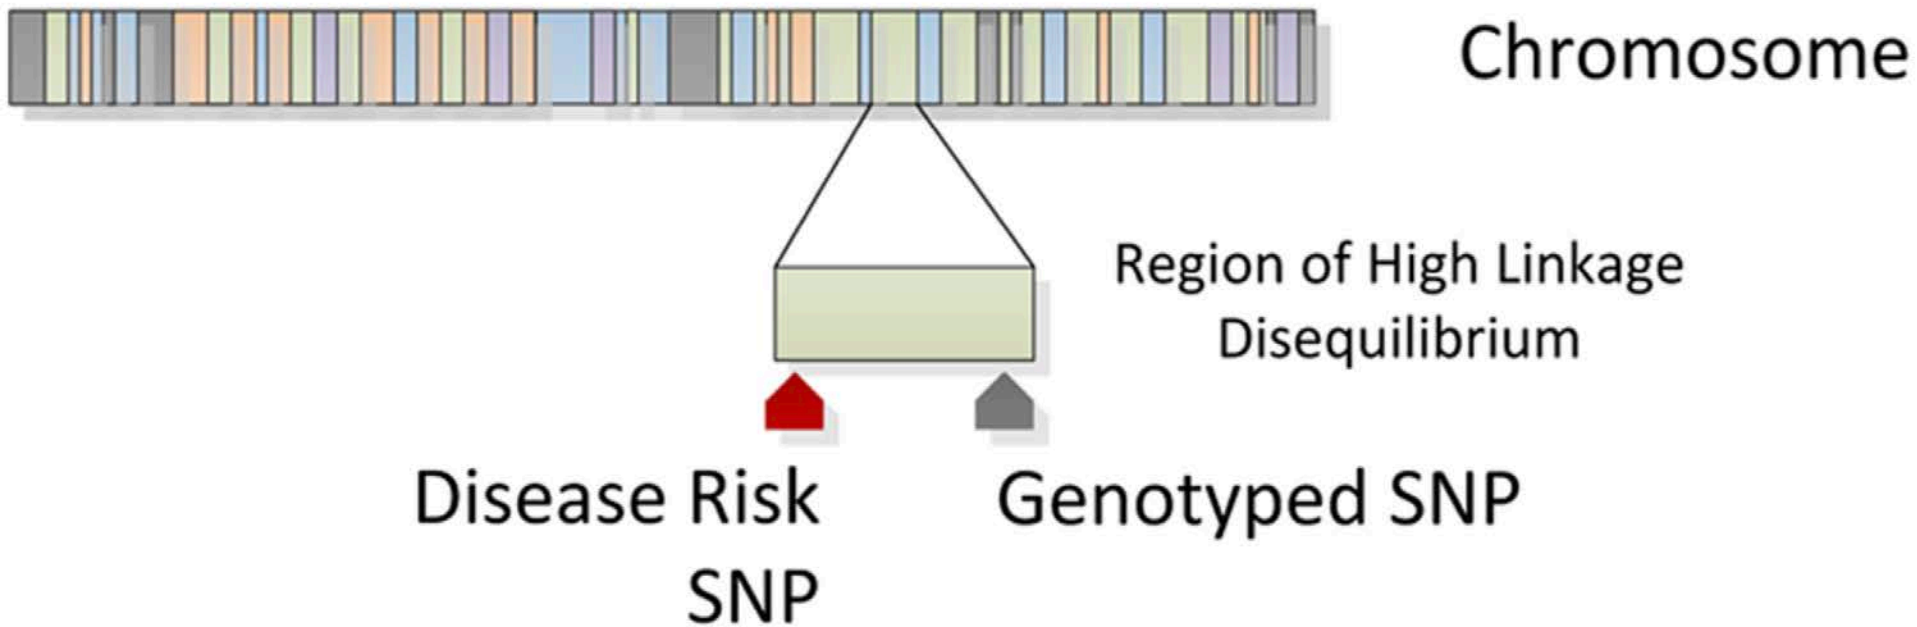 Chromosome
Region of High Linkage
Disequilibrium
Disease Risk
SNP
Genotyped SNP